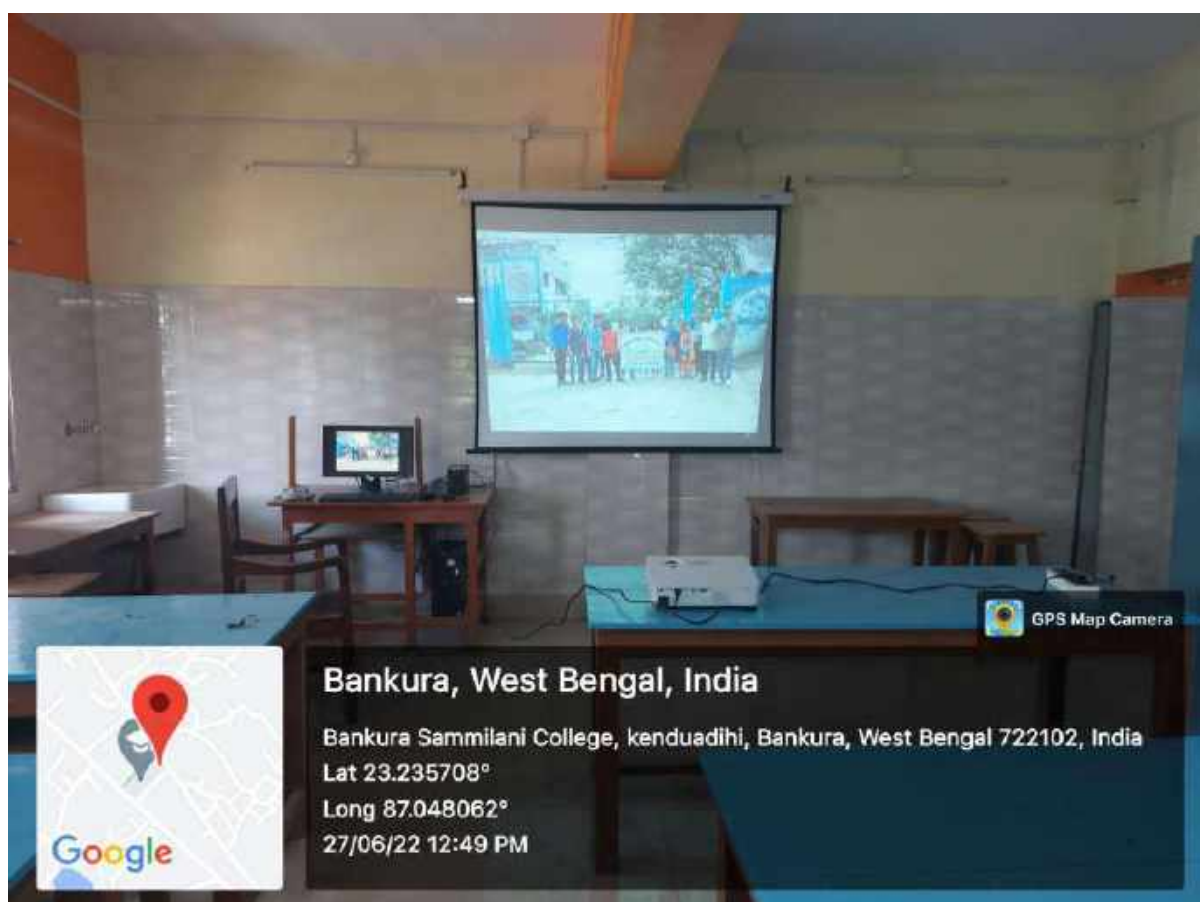 GPS Map Camera
Bankura, West Bengal, India
Bankura Sammilani College, kenduadihi, Bankura, West Bengal 722102, India
Lat 23.235708°
Long 87.048062°
27/06/22 12:49 PM
Google